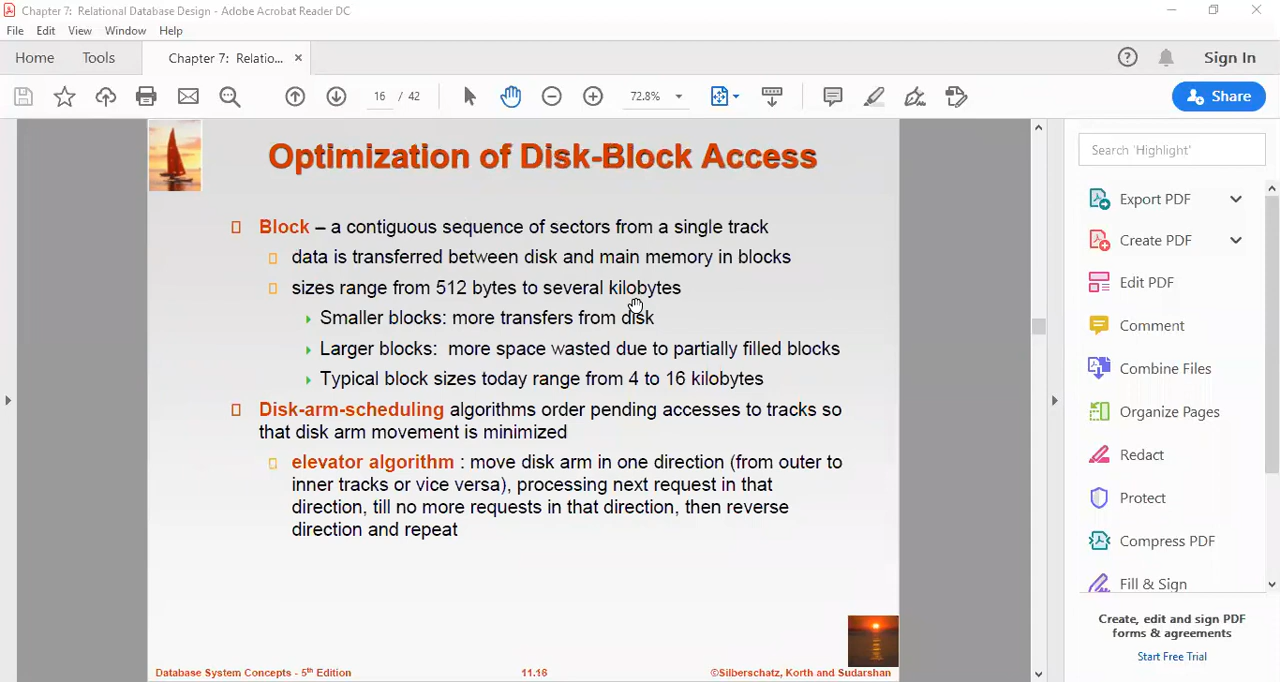 Chapter 7: Relational Database Design - Adobe Acrobat Reader DC
File Edit View Window Help
Home Tools Chapter 7: Relatio... × Sign In
16 / 42 72.8% Share
Optimization of Disk-Block Access
Block – a contiguous sequence of sectors from a single track
data is transferred between disk and main memory in blocks
sizes range from 512 bytes to several kilobytes
Smaller blocks: more transfers from disk
Larger blocks: more space wasted due to partially filled blocks
Typical block sizes today range from 4 to 16 kilobytes
Disk-arm-scheduling algorithms order pending accesses to tracks so
that disk arm movement is minimized
elevator algorithm : move disk arm in one direction (from outer to
inner tracks or vice versa), processing next request in that
direction, till no more requests in that direction, then reverse
direction and repeat
Database System Concepts - 5th Edition 11.16 ©Silberschatz, Korth and Sudarshan
Search 'Highlight'
Export PDF
Create PDF
Edit PDF
Comment
Combine Files
Organize Pages
Redact
Protect
Compress PDF
Fill & Sign
Create, edit and sign PDF
forms & agreements
Start Free Trial